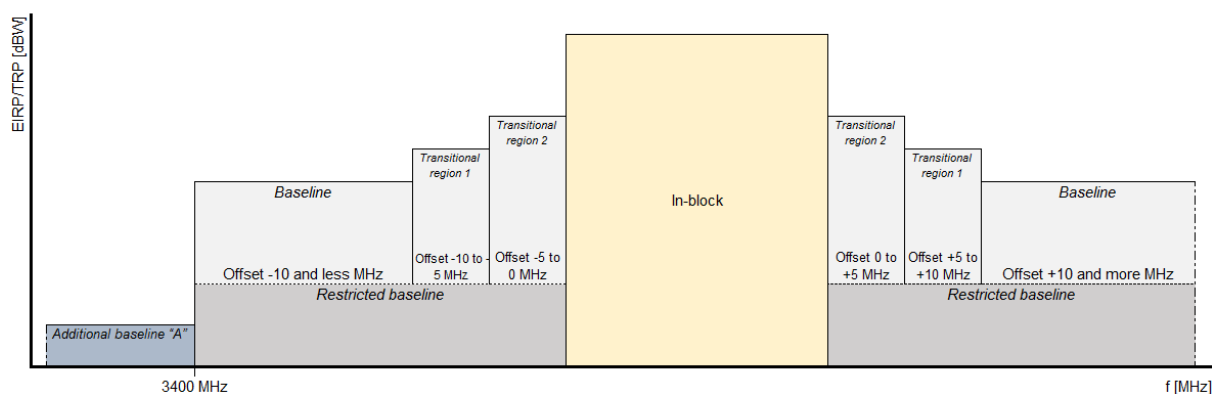 EIRP/TRP [dBW]
Transitional
region 2
Transitional
region 2
Transitional
region 1
Transitional
region 1
Baseline
In-block
Baseline
Offset -10 and less MHz
Offset -10 to -
5 MHz
Offset -5 to
0 MHz
Offset 0 to
+5 MHz
Offset +5 to
+10 MHz
Offset +10 and more MHz
Restricted baseline
Restricted baseline
Additional baseline "A"
3400 MHz
f [MHz]